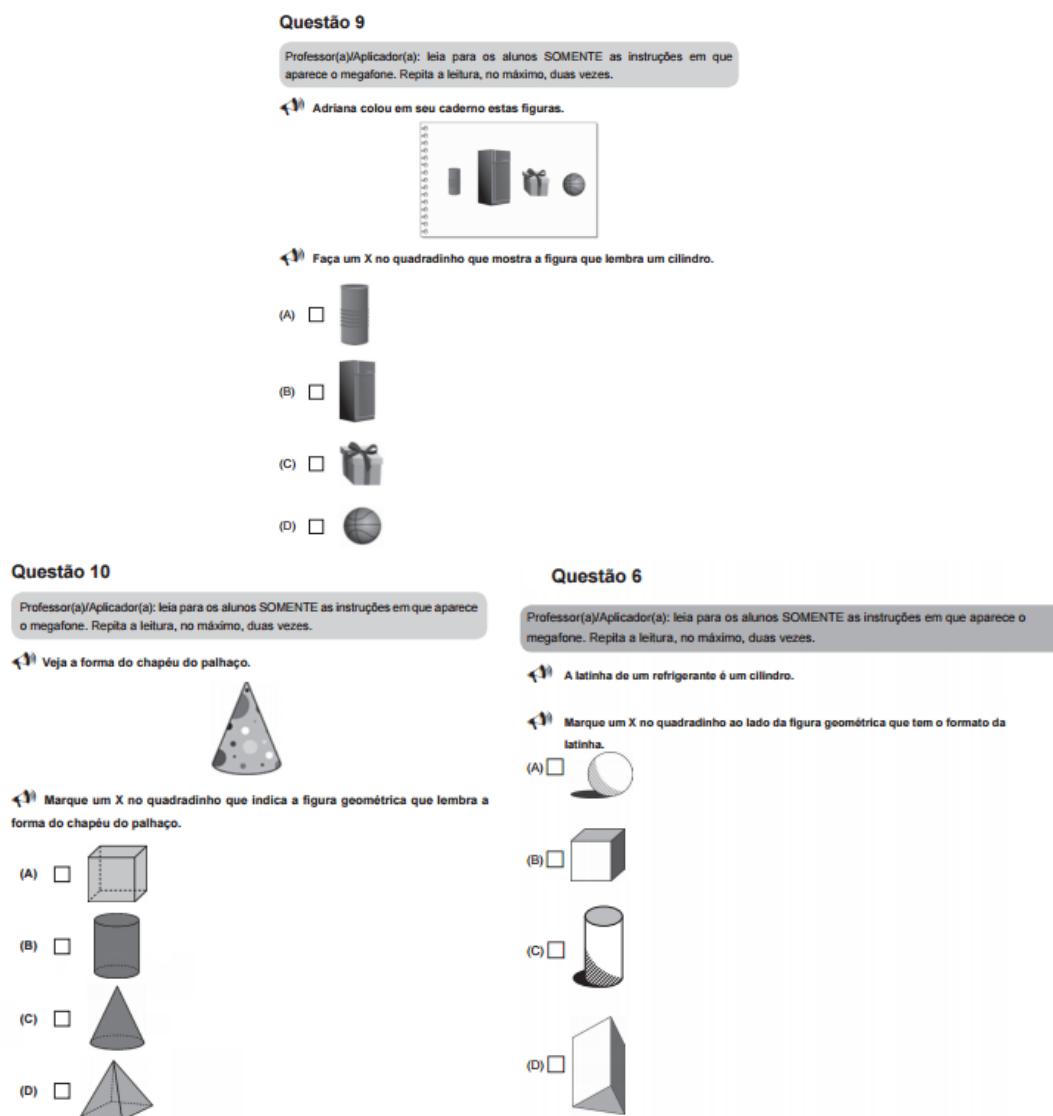 Questão 9
Professor(a)/Aplicador(a): leia para os alunos SOMENTE as instruções em que
aparece o megafone. Repita a leitura, no máximo, duas vezes.
Adriana colou em seu caderno estas figuras.
Faça um X no quadradinho que mostra a figura que lembra um cilindro.
(A)
(B)
(C)
(D)
Questão 10
Professor(a)/Aplicador(a): leia para os alunos SOMENTE as instruções em que aparece
o megafone. Repita a leitura, no máximo, duas vezes.
Veja a forma do chapéu do palhaço.
Marque um X no quadradinho que indica a figura geométrica que lembra a
forma do chapéu do palhaço.
(A)
(B)
(C)
(D)
Questão 6
Professor(a)/Aplicador(a): leia para os alunos SOMENTE as instruções em que aparece o
megafone. Repita a leitura, no máximo, duas vezes.
A latinha de um refrigerante é um cilindro.
Marque um X no quadradinho ao lado da figura geométrica que tem o formato da
latinha.
(A)
(B)
(C)
(D)